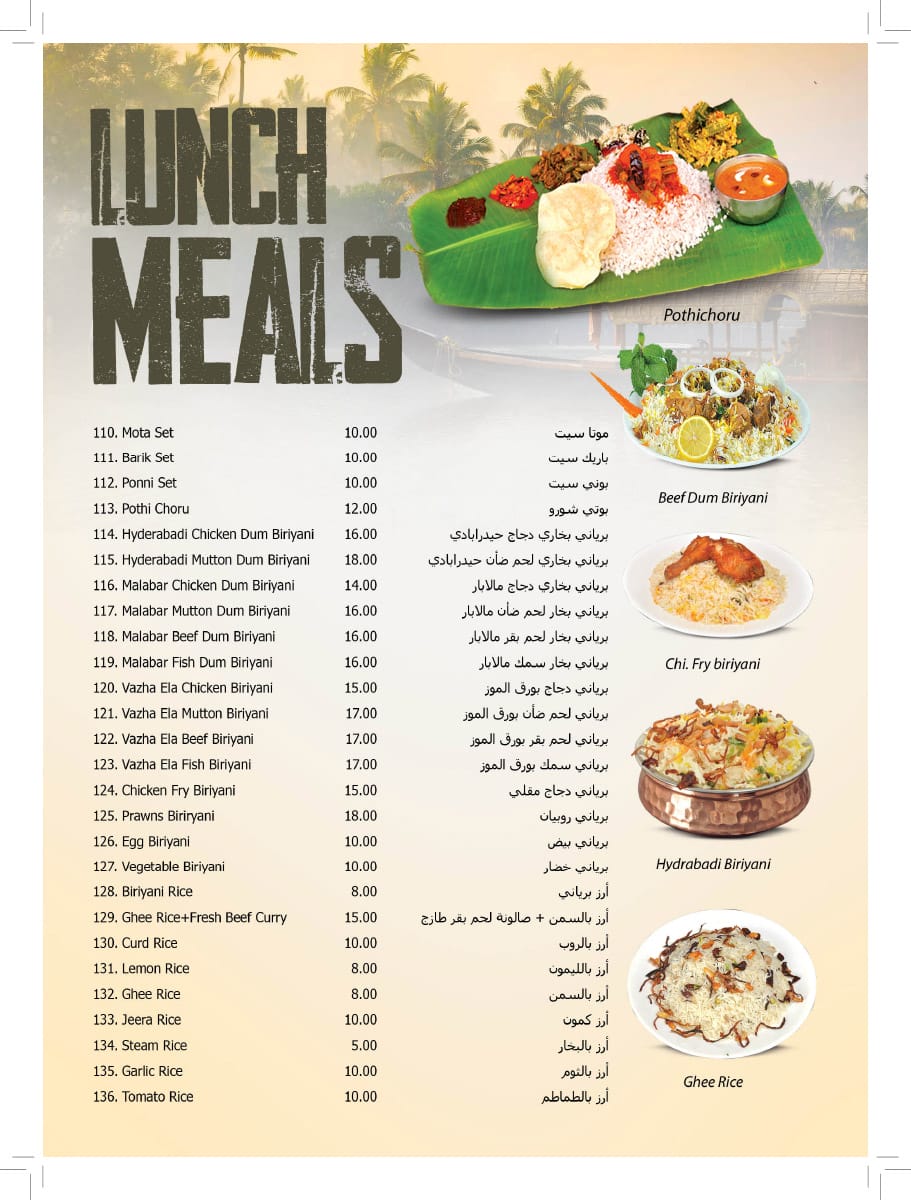 LUNCH
MEALS
Pothichoru
110. Mota Set 10.00 موتا سيت
111. Barik Set 10.00 باريك سيت
112. Ponni Set 10.00 بوني سيت
113. Pothi Choru 12.00 بوتي شورو
114. Hyderabadi Chicken Dum Biriyani 16.00 برياني بخاري دجاج حيدرابادي
115. Hyderabadi Mutton Dum Biriyani 18.00 برياني بخاري لحم ضأن حيدرابادي
116. Malabar Chicken Dum Biriyani 14.00 برياني بخاري دجاج مالابار
117. Malabar Mutton Dum Biriyani 16.00 برياني بخار لحم ضأن مالابار
118. Malabar Beef Dum Biriyani 16.00 برياني بخار لحم بقر مالابار
119. Malabar Fish Dum Biriyani 16.00 برياني بخار سمك مالابار
120. Vazha Ela Chicken Biriyani 15.00 برياني دجاج بورق الموز
121. Vazha Ela Mutton Biriyani 17.00 برياني لحم ضأن بورق الموز
122. Vazha Ela Beef Biriyani 17.00 برياني لحم بقر بورق الموز
123. Vazha Ela Fish Biriyani 17.00 برياني سمك بورق الموز
124. Chicken Fry Biriyani 15.00 برياني دجاج مقلي
125. Prawns Biriryani 18.00 برياني روبيان
126. Egg Biriyani 10.00 برياني بيض
127. Vegetable Biriyani 10.00 برياني خضار
128. Biriyani Rice 8.00 أرز برياني
129. Ghee Rice+Fresh Beef Curry 15.00 أرز بالسمن + صالونة لحم بقر طازج
130. Curd Rice 10.00 أرز بالروب
131. Lemon Rice 8.00 أرز بالليمون
132. Ghee Rice 8.00 أرز بالسمن
133. Jeera Rice 10.00 أرز كمون
134. Steam Rice 5.00 أرز بالبخار
135. Garlic Rice 10.00 أرز بالثوم
136. Tomato Rice 10.00 أرز بالطماطم
Beef Dum Biriyani
Chi. Fry biriyani
Hydrabadi Biriyani
Ghee Rice